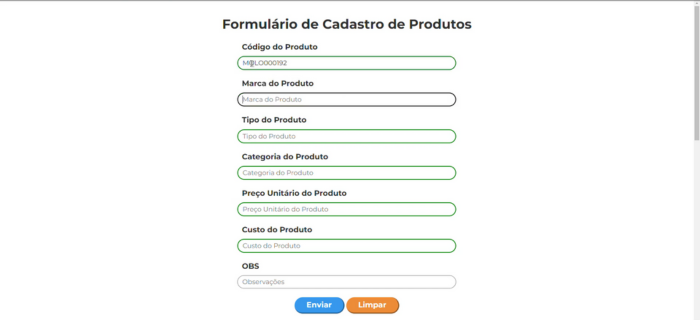 Formulário de Cadastro de Produtos
Código do Produto
Marca do Produto
Marca do Produto
Tipo do Produto
Tipo do Produto
Categoria do Produto
Categoria do Produto
Preço Unitário do Produto
Preço Unitário do Produto
Custo do Produto
Custo do Produto
OBS
Observações
Enviar Limpar